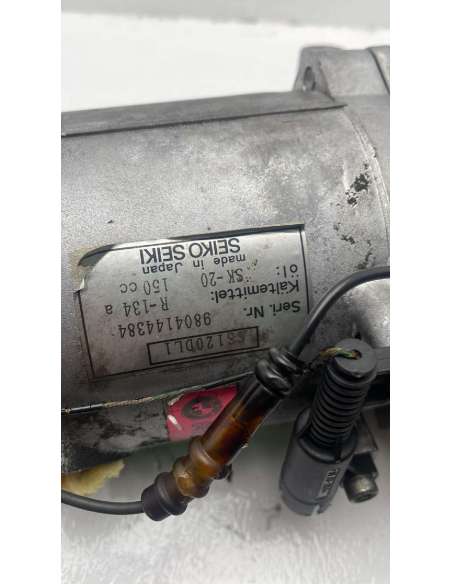 SS120DL1
Seri. Nr. 9804144384
Kältemittel: R-134 a
öl: SK-20 150 cc
made in Japan
SEIKO SEIKI